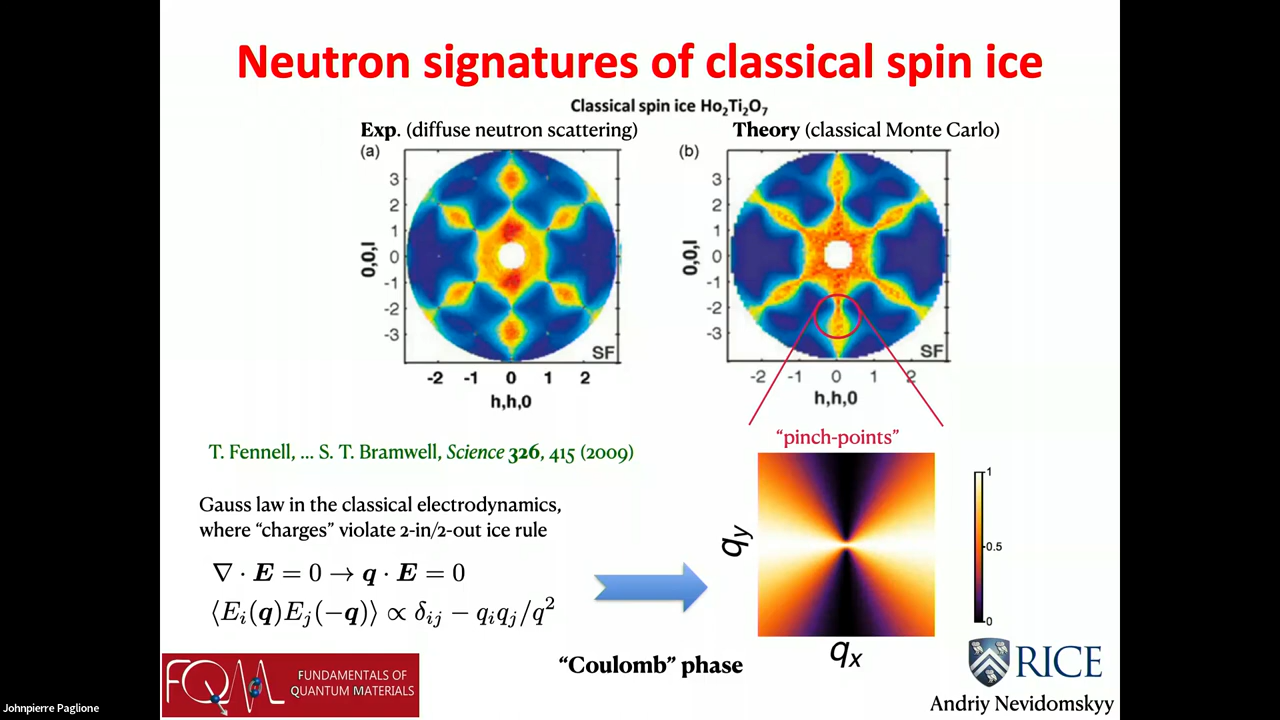 Neutron signatures of classical spin ice
Classical spin ice Ho₂Ti₂O₇
Exp. (diffuse neutron scattering)
Theory (classical Monte Carlo)
(a)
3
2
1
0
-1
-2
-3
0,0,l
SF
-2 -1 0 1 2
h,h,0
(b)
3
2
1
0
-1
-2
-3
0,0,l
SF
-2 -1 0 1 2
h,h,0
"pinch-points"
T. Fennell, ... S. T. Bramwell, Science 326, 415 (2009)
Gauss law in the classical electrodynamics,
where "charges" violate 2-in/2-out ice rule
∇ · E = 0 → q · E = 0
⟨Eᵢ(q)Eⱼ(−q)⟩ ∝ δᵢⱼ − qᵢqⱼ/q²
qy
qx
1
0.5
0
"Coulomb" phase
FQM FUNDAMENTALS OF
QUANTUM MATERIALS
RICE
Andriy Nevidomskyy
Johnpierre Paglione